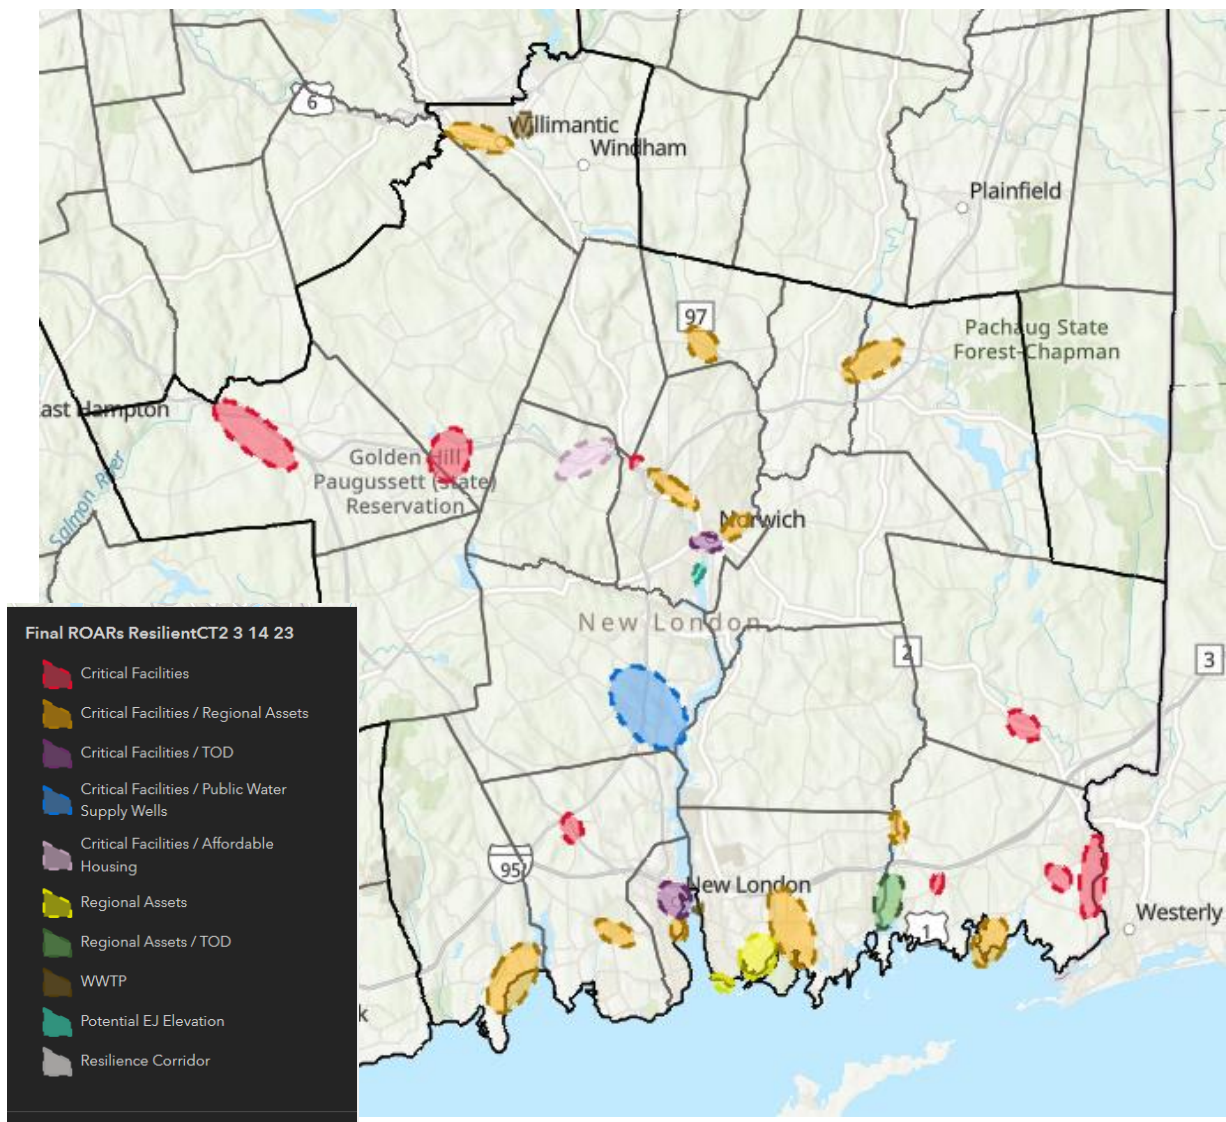 6
Willimantic
Windham
Plainfield
97
Pachaug State
Forest-Chapman
ast Hampton
Golden Hill
Paugussett (state)
Reservation
Salmon River
Norwich
New London
2
3
95
New London
1
Westerly
k
Final ROARs ResilientCT2 3 14 23
Critical Facilities
Critical Facilities / Regional Assets
Critical Facilities / TOD
Critical Facilities / Public Water
Supply Wells
Critical Facilities / Affordable
Housing
Regional Assets
Regional Assets / TOD
WWTP
Potential EJ Elevation
Resilience Corridor